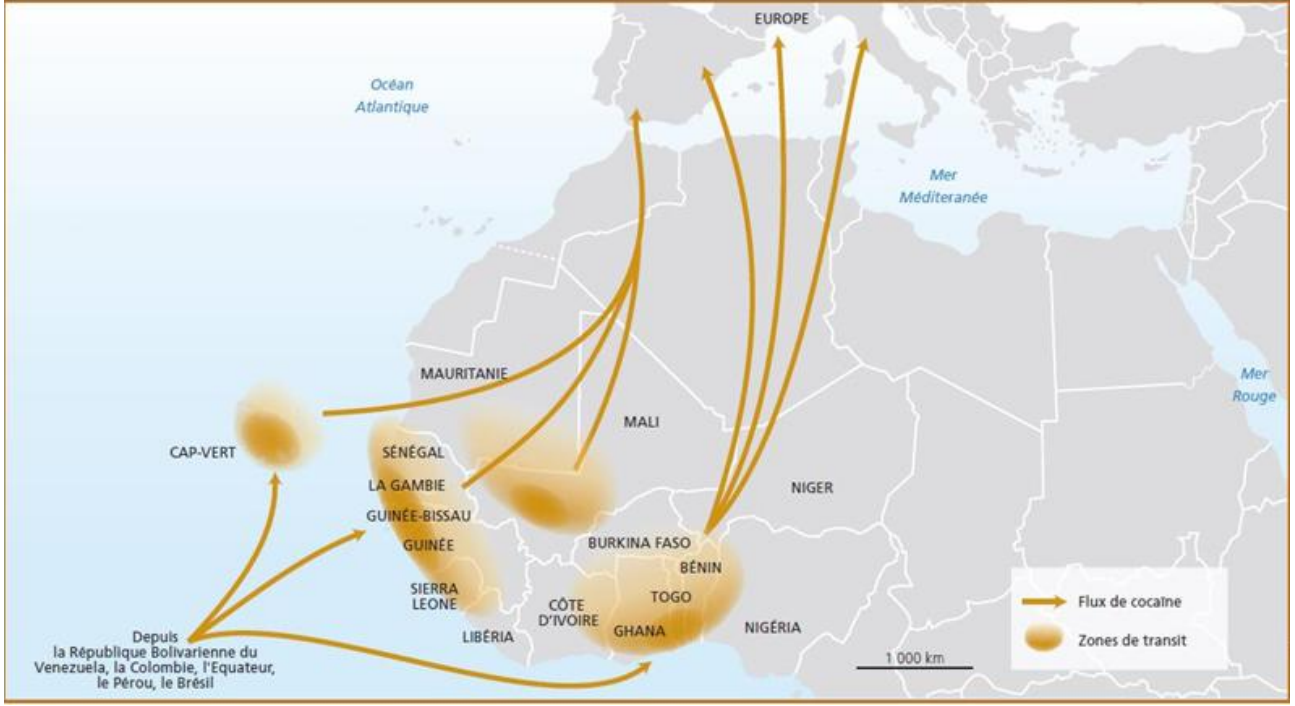 EUROPE
Océan
Atlantique
Mer
Méditeranée
Mer
Rouge
MAURITANIE
MALI
CAP-VERT
SÉNÉGAL
LA GAMBIE
NIGER
GUINÉE-BISSAU
GUINÉE
BURKINA FASO
BÉNIN
SIERRA
LEONE
TOGO
CÔTE
D'IVOIRE
LIBÉRIA
GHANA
NIGÉRIA
Depuis
la République Bolivarienne du
Venezuela, la Colombie, l'Equateur,
le Pérou, le Brésil
1 000 km
Flux de cocaïne
Zones de transit